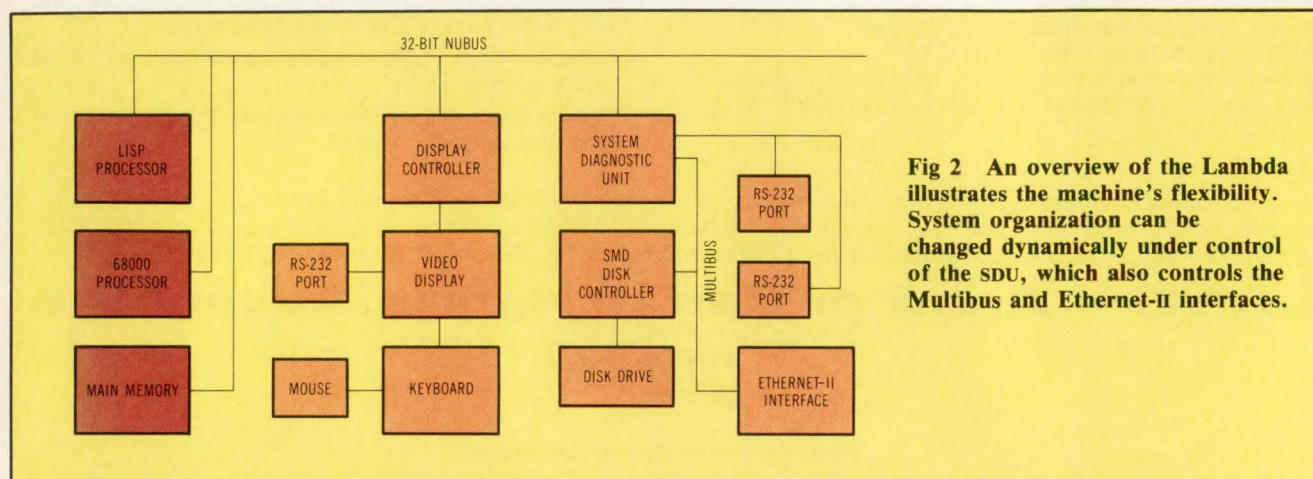 32-BIT NUBUS
LISP
PROCESSOR
68000
PROCESSOR
MAIN MEMORY
DISPLAY
CONTROLLER
RS-232
PORT
VIDEO
DISPLAY
MOUSE
KEYBOARD
SYSTEM
DIAGNOSTIC
UNIT
SMD
DISK
CONTROLLER
DISK DRIVE
MULTIBUS
RS-232
PORT
RS-232
PORT
ETHERNET-II
INTERFACE
Fig 2 An overview of the Lambda
illustrates the machine's flexibility.
System organization can be
changed dynamically under control
of the SDU, which also controls the
Multibus and Ethernet-II interfaces.